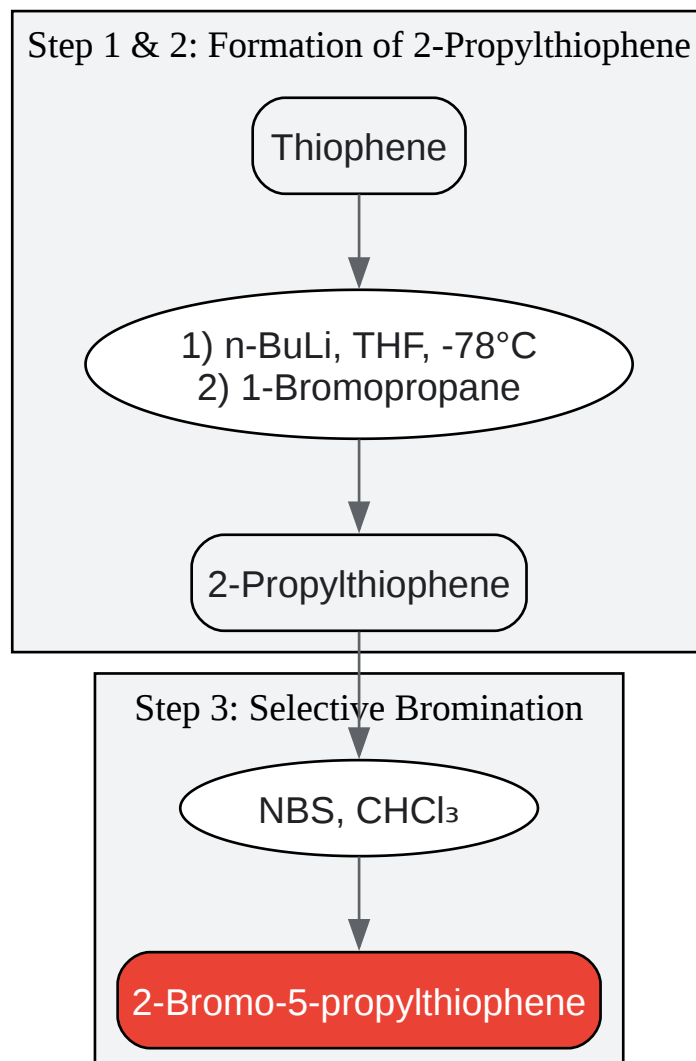 Step 1 & 2: Formation of 2-Propylthiophene
Thiophene
1) n-BuLi, THF, -78°C
2) 1-Bromopropane
2-Propylthiophene
Step 3: Selective Bromination
NBS, CHCl₃
2-Bromo-5-propylthiophene